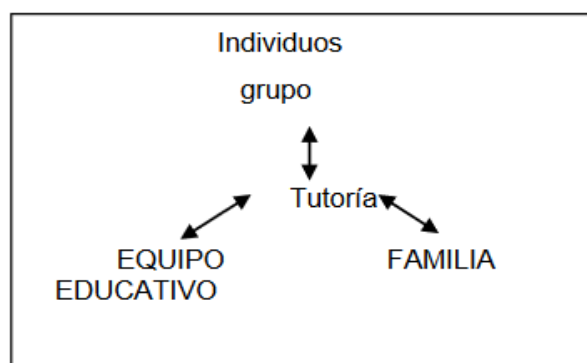 Individuos
grupo
Tutoría
EQUIPO
EDUCATIVO
FAMILIA